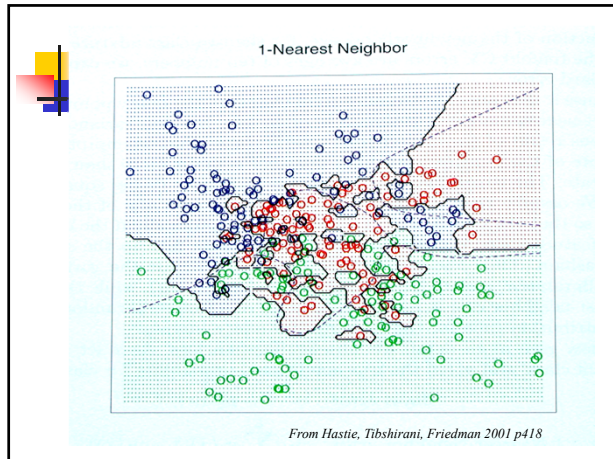 1-Nearest Neighbor
From Hastie, Tibshirani, Friedman 2001 p418